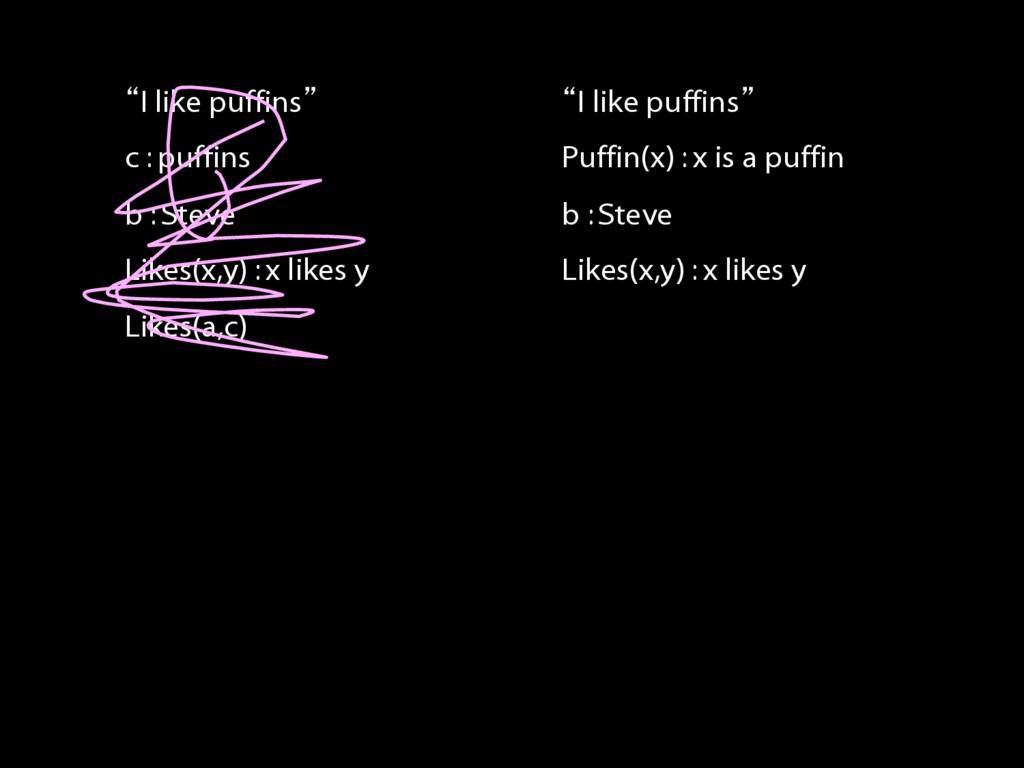 “I like puffins”
c : puffins
b : Steve
Likes(x,y) : x likes y
Likes(a,c)
“I like puffins”
Puffin(x) : x is a puffin
b : Steve
Likes(x,y) : x likes y